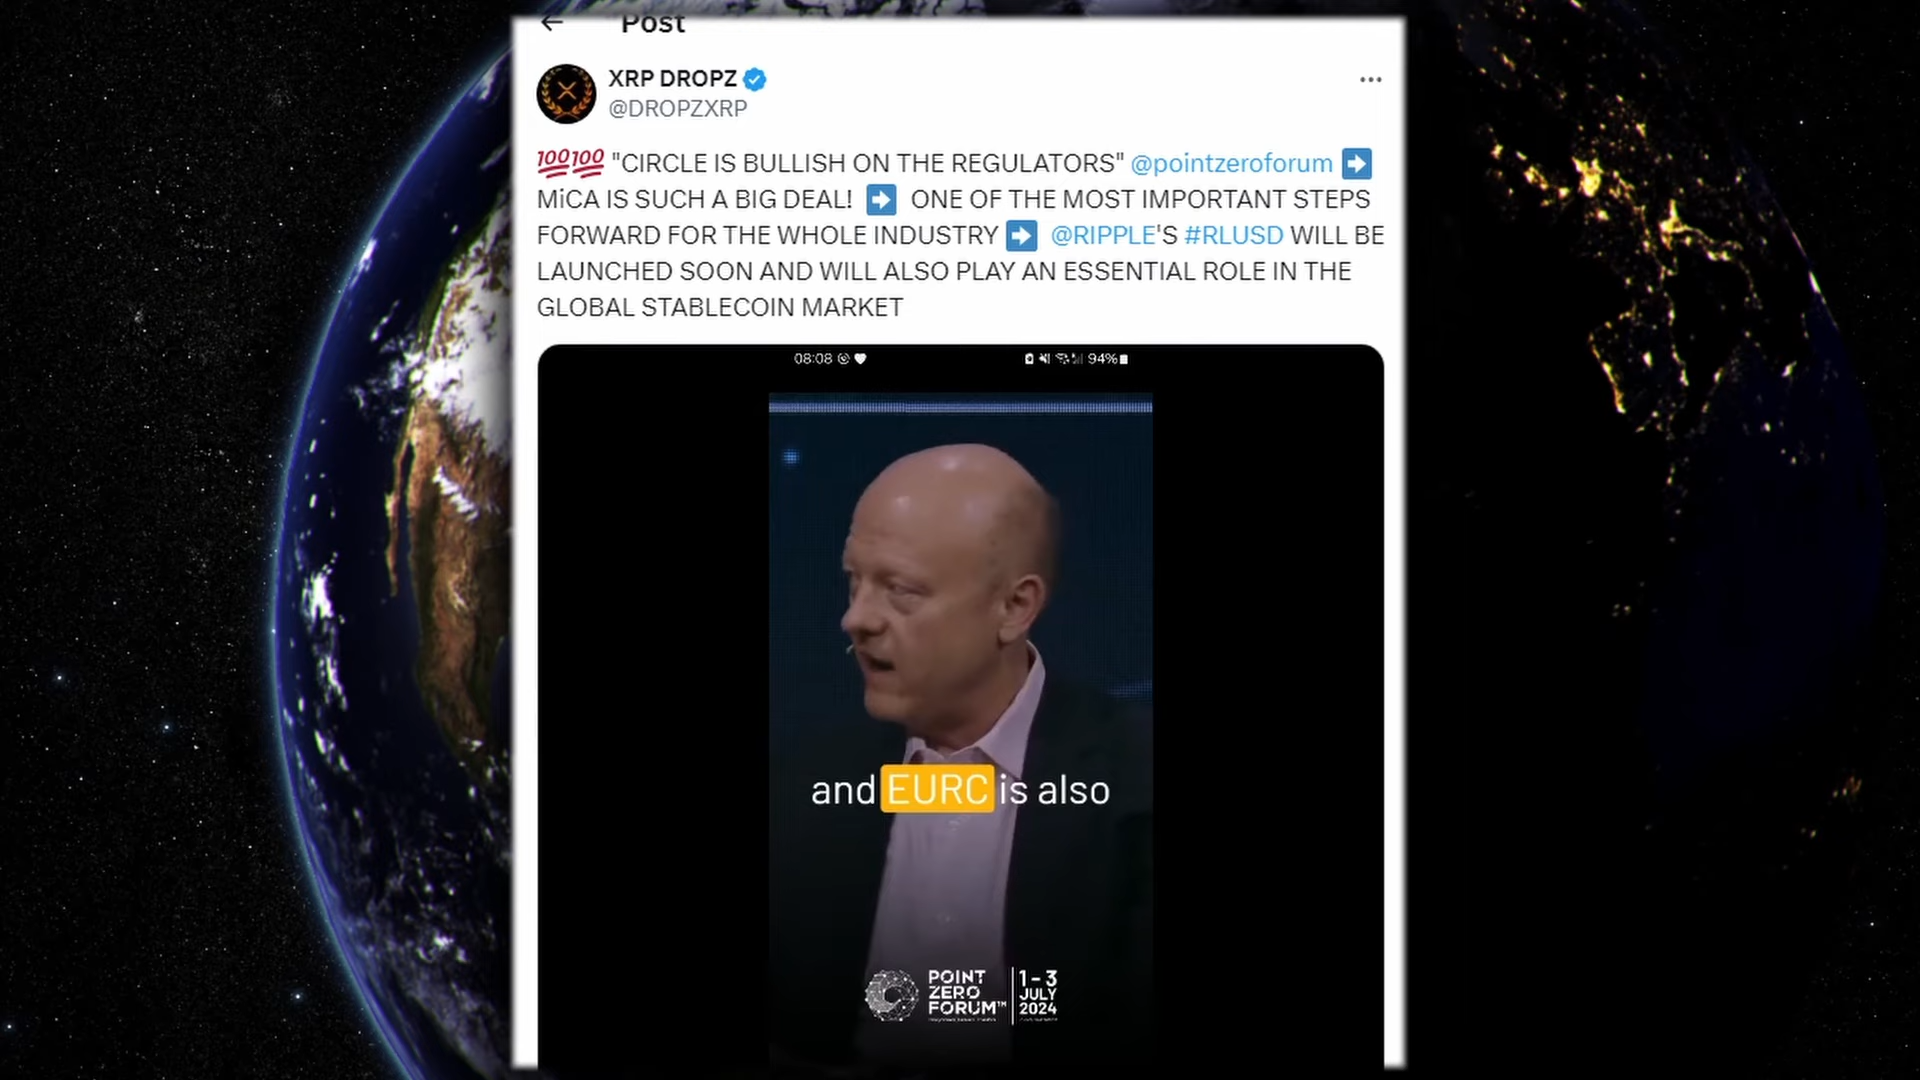 Post
XRP DROPZ
@DROPZXRP
💯💯 "CIRCLE IS BULLISH ON THE REGULATORS" @pointzeroforum ➡️
MiCA IS SUCH A BIG DEAL! ➡️ ONE OF THE MOST IMPORTANT STEPS
FORWARD FOR THE WHOLE INDUSTRY ➡️ @RIPPLE'S #RLUSD WILL BE
LAUNCHED SOON AND WILL ALSO PLAY AN ESSENTIAL ROLE IN THE
GLOBAL STABLECOIN MARKET
08:08 94%
and EURC is also
POINT
ZERO
FORUM™
1-3
JULY
2024